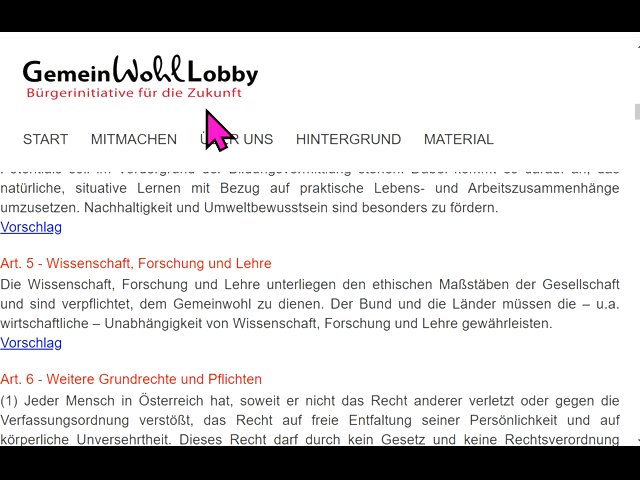 GemeinWohlLobby
Bürgerinitiative für die Zukunft
START MITMACHEN ÜBER UNS HINTERGRUND MATERIAL
natürliche, situative Lernen mit Bezug auf praktische Lebens- und Arbeitszusammenhänge
umzusetzen. Nachhaltigkeit und Umweltbewusstsein sind besonders zu fördern.
Vorschlag
Art. 5 - Wissenschaft, Forschung und Lehre
Die Wissenschaft, Forschung und Lehre unterliegen den ethischen Maßstäben der Gesellschaft
und sind verpflichtet, dem Gemeinwohl zu dienen. Der Bund und die Länder müssen die – u.a.
wirtschaftliche – Unabhängigkeit von Wissenschaft, Forschung und Lehre gewährleisten.
Vorschlag
Art. 6 - Weitere Grundrechte und Pflichten
(1) Jeder Mensch in Österreich hat, soweit er nicht das Recht anderer verletzt oder gegen die
Verfassungsordnung verstößt, das Recht auf freie Entfaltung seiner Persönlichkeit und auf
körperliche Unversehrtheit. Dieses Recht darf durch kein Gesetz und keine Rechtsverordnung